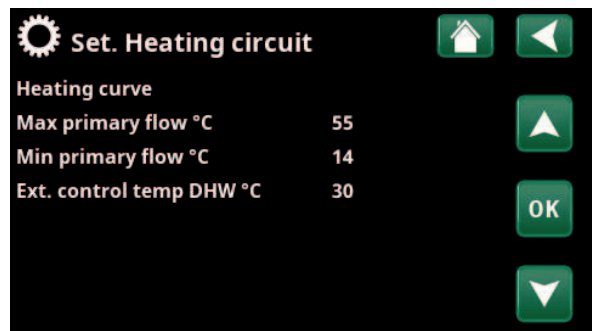 Set. Heating circuit
Heating curve
Max primary flow °C 55
Min primary flow °C 14
Ext. control temp DHW °C 30
OK